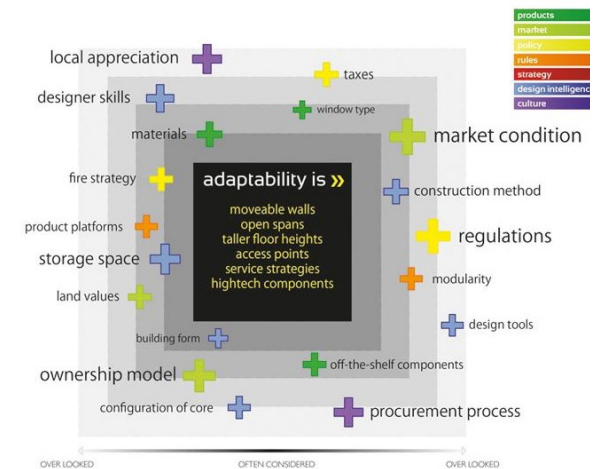 products
market
policy
rules
strategy
design intelligence
culture
local appreciation
taxes
designer skills
window type
materials
market condition
fire strategy
adaptability is »
construction method
moveable walls
open spans
taller floor heights
access points
service strategies
hightech components
product platforms
regulations
storage space
modularity
land values
design tools
building form
off-the-shelf components
ownership model
configuration of core
procurement process
OVER LOOKED
OFTEN CONSIDERED
OVER LOOKED